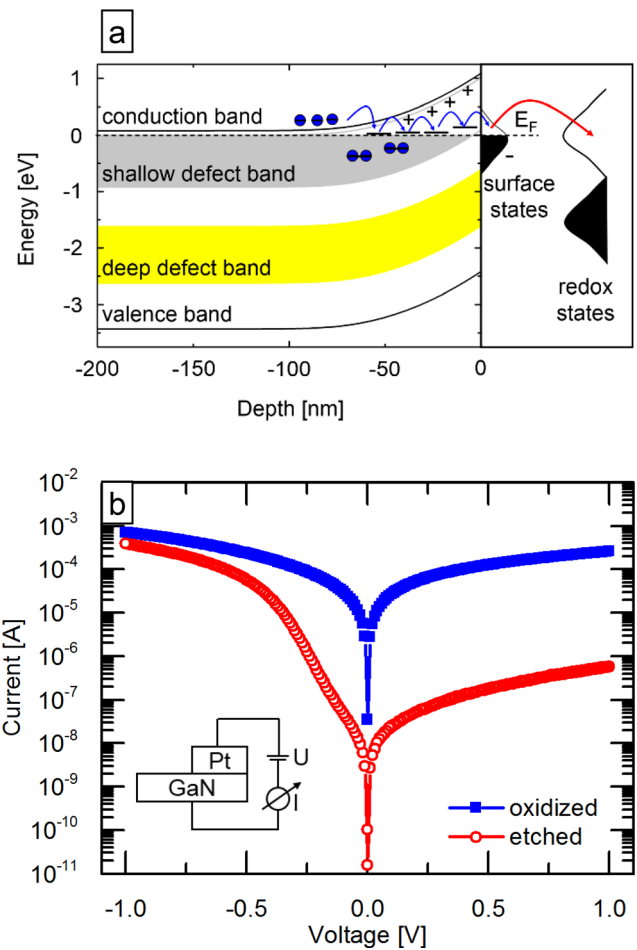 a
1
0
-1
-2
-3
Energy [eV]
conduction band
shallow defect band
deep defect band
valence band
+ + + + +
E_F
-
surface
states
redox
states
-200
-150
-100
-50
0
Depth [nm]
b
10^-2
10^-3
10^-4
10^-5
10^-6
10^-7
10^-8
10^-9
10^-10
10^-11
Current [A]
Pt
GaN
U
I
oxidized
etched
-1.0
-0.5
0.0
0.5
1.0
Voltage [V]